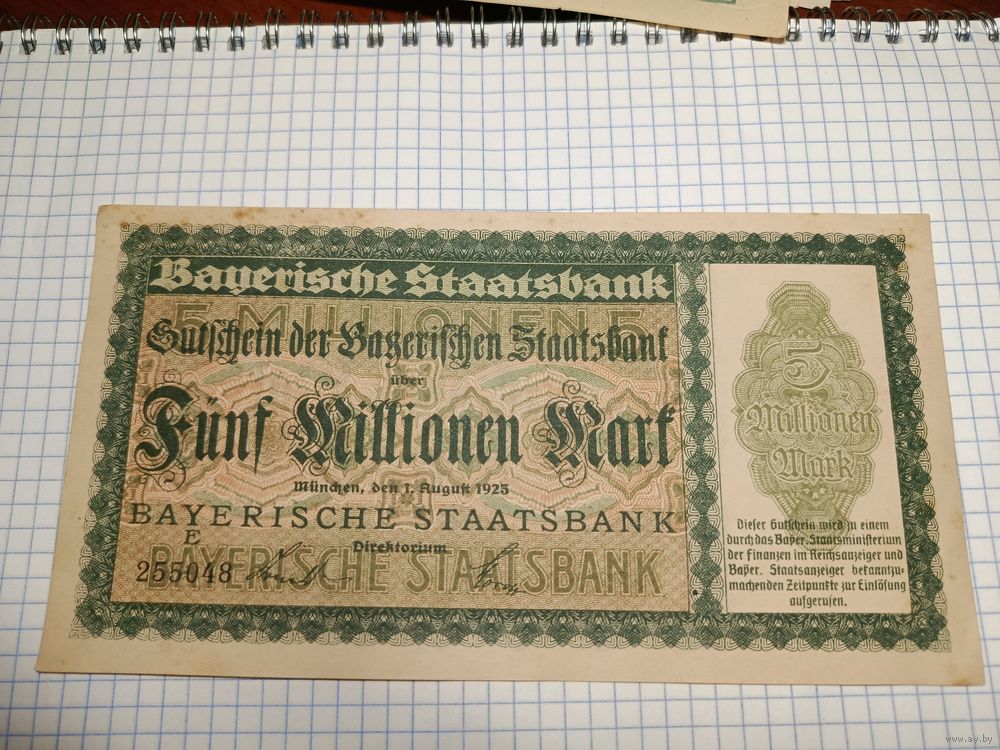 Bayerische Staatsbank
5 MILLIONEN 5
Gutschein der Bayerischen Staatsbank
über
Fünf Millionen Mark
München, den 1. August 1923
BAYERISCHE STAATSBANK
E
Direktorium
BAYERISCHE STAATSBANK
255048
5
Millionen
Mark
Dieser Gutschein wird zu einem
durch das Bayer. Staatsministerium
der Finanzen im Reichsanzeiger und
Bayer. Staatsanzeiger bekanntzu-
machenden Zeitpunkte zur Einlösung
aufgerufen.
www.ay.by